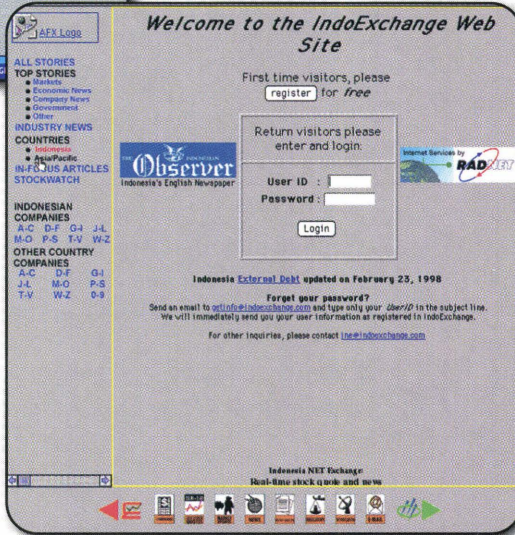 AFX Logo
ALL STORIES
TOP STORIES
Markets
Economic News
Company News
Government
Other
INDUSTRY NEWS
COUNTRIES
Indonesia
Asia/Pacific
IN-FOCUS ARTICLES
STOCKWATCH
INDONESIAN
COMPANIES
A-C D-F G-I J-L
M-O P-S T-V W-Z
OTHER COUNTRY
COMPANIES
A-C D-F G-I
J-L M-O P-S
T-V W-Z 0-9
Welcome to the IndoExchange Web
Site
First time visitors, please
register for free
THE INDONESIAN
Observer
Indonesia's English Newspaper
Return visitors please
enter and login:
User ID :
Password :
Login
Internet Services by
RADNET
Indonesia External Debt updated on February 23, 1998
Forget your password?
Send an email to getinfo@indoexchange.com and type only your UserID in the subject line.
We will immediately send you your user information as registered in IndoExchange.
For other inquiries, please contact ine@indoexchange.com
Indonesia NET Exchange
Real-time stock quote and news
NEWS
E-MAIL